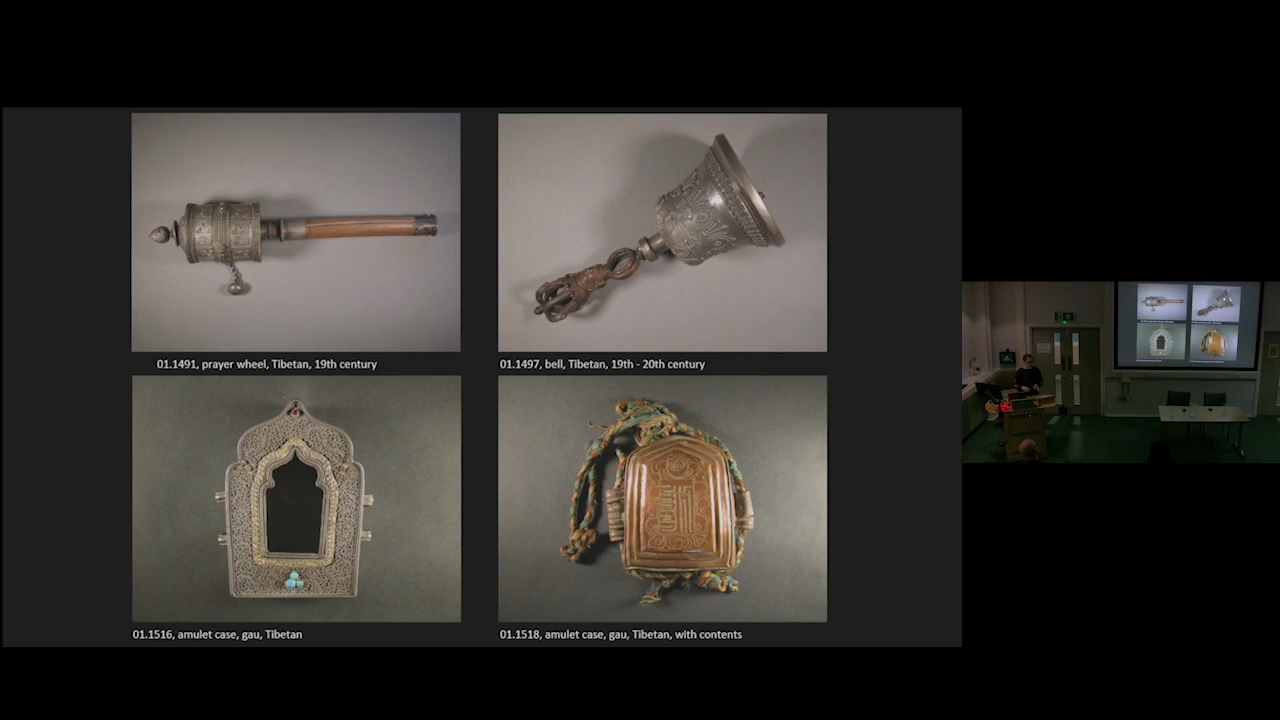 01.1491, prayer wheel, Tibetan, 19th century
01.1497, bell, Tibetan, 19th - 20th century
01.1516, amulet case, gau, Tibetan
01.1518, amulet case, gau, Tibetan, with contents